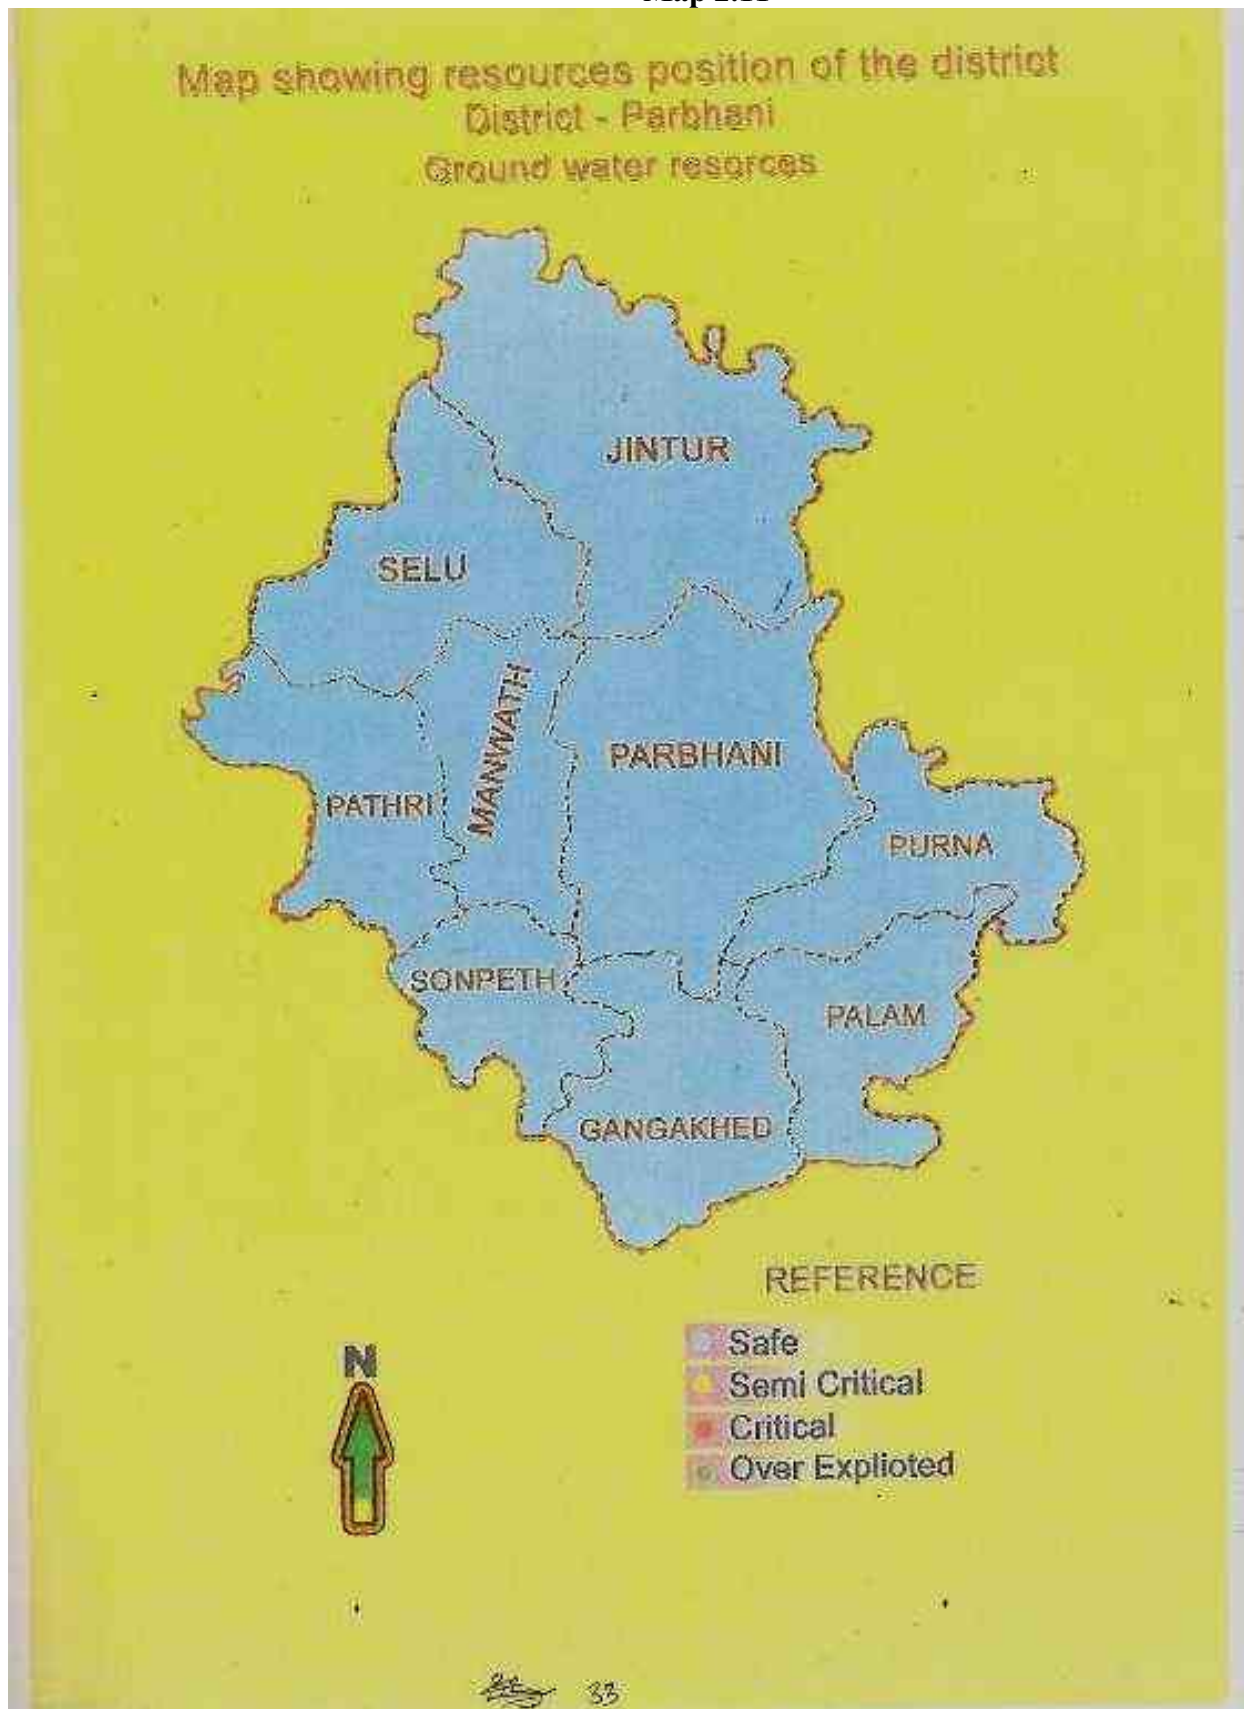 Map showing resources position of the district
District - Parbhani
Ground water resorces
JINTUR
SELU
MANWATH
PARBHANI
PATHRI
PURNA
SONPETH
PALAM
GANGAKHED
REFERENCE
Safe
Semi Critical
Critical
Over Explioted
N
33